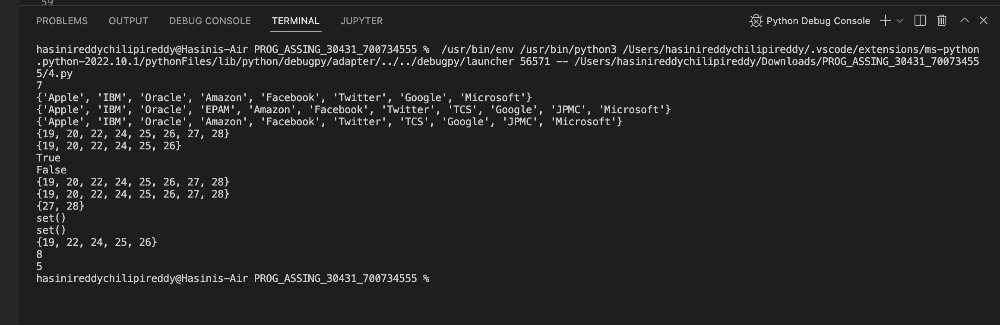 59
PROBLEMS OUTPUT DEBUG CONSOLE TERMINAL JUPYTER Python Debug Console
hasinireddychilipireddy@Hasinis-Air PROG_ASSING_30431_700734555 %  /usr/bin/env /usr/bin/python3 /Users/hasinireddychilipireddy/.vscode/extensions/ms-python
.python-2022.10.1/pythonFiles/lib/python/debugpy/adapter/../../debugpy/launcher 56571 -- /Users/hasinireddychilipireddy/Downloads/PROG_ASSING_30431_70073455
5/4.py
7
{'Apple', 'IBM', 'Oracle', 'Amazon', 'Facebook', 'Twitter', 'Google', 'Microsoft'}
{'Apple', 'IBM', 'Oracle', 'EPAM', 'Amazon', 'Facebook', 'Twitter', 'TCS', 'Google', 'JPMC', 'Microsoft'}
{'Apple', 'IBM', 'Oracle', 'Amazon', 'Facebook', 'Twitter', 'TCS', 'Google', 'JPMC', 'Microsoft'}
{19, 20, 22, 24, 25, 26, 27, 28}
{19, 20, 22, 24, 25, 26}
True
False
{19, 20, 22, 24, 25, 26, 27, 28}
{19, 20, 22, 24, 25, 26, 27, 28}
{27, 28}
set()
set()
{19, 22, 24, 25, 26}
8
5
hasinireddychilipireddy@Hasinis-Air PROG_ASSING_30431_700734555 %